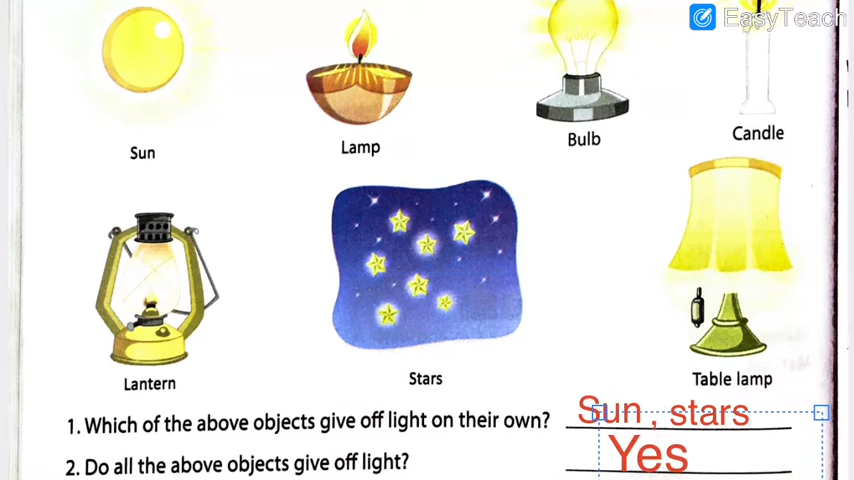 EasyTeach
Sun
Lamp
Bulb
Candle
Lantern
Stars
Table lamp
1. Which of the above objects give off light on their own? Sun, stars
2. Do all the above objects give off light? Yes